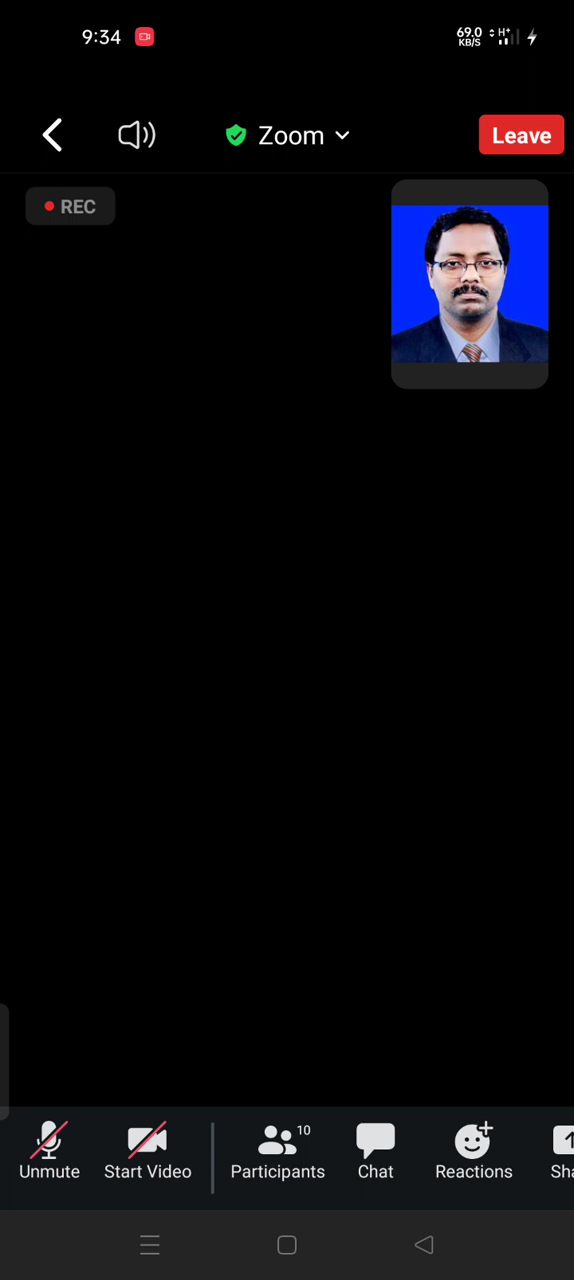 9:34
69.0
KB/S
H+
Zoom
Leave
REC
10
Unmute
Start Video
Participants
Chat
Reactions
Sha